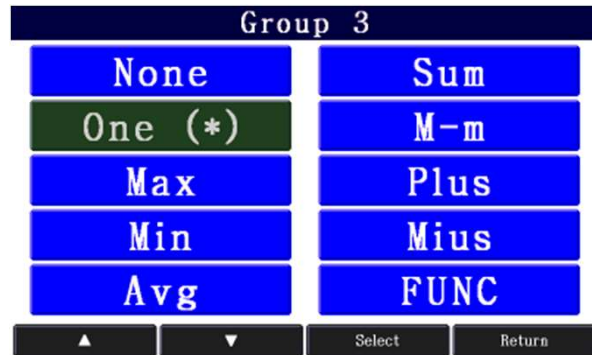 Group 3
None
Sum
One (*)
M-m
Max
Plus
Min
Mius
Avg
FUNC
▲ ▼ Select Return